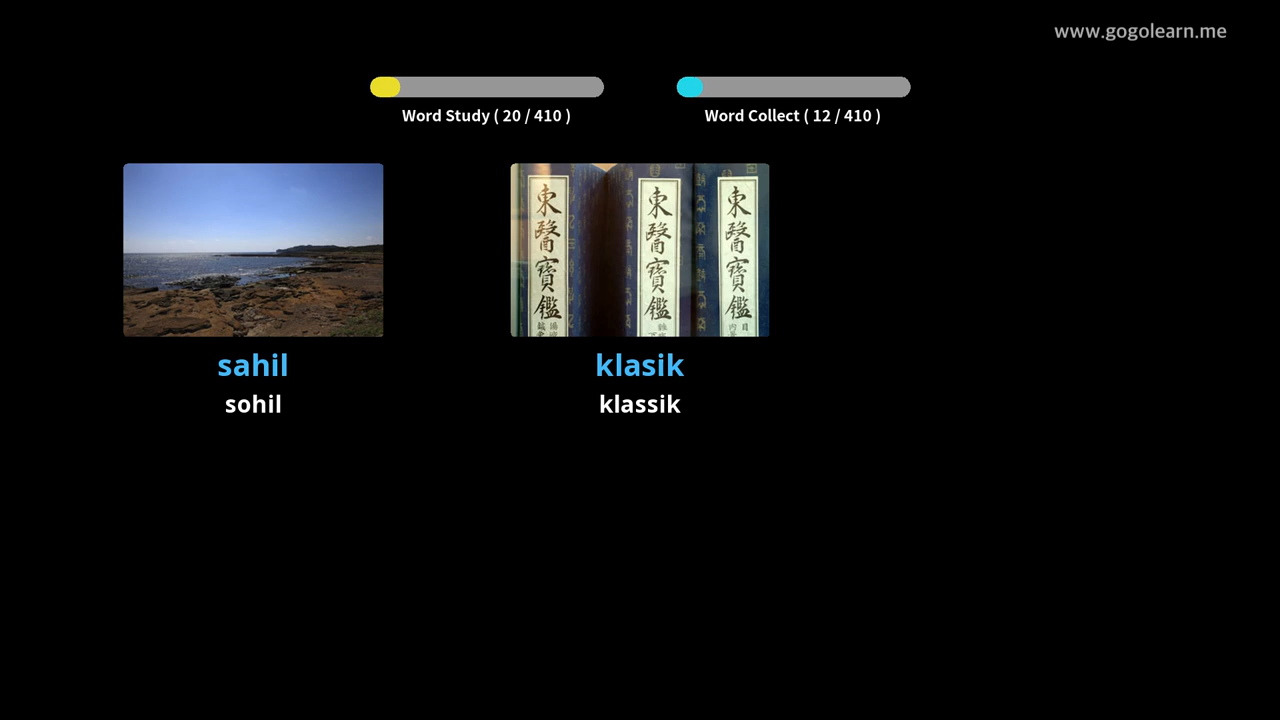 www.gogolearn.me
Word Study ( 20 / 410 )
Word Collect ( 12 / 410 )
東醫寶鑑
東醫寶鑑
東醫寶鑑
sahil
klasik
sohil
klassik